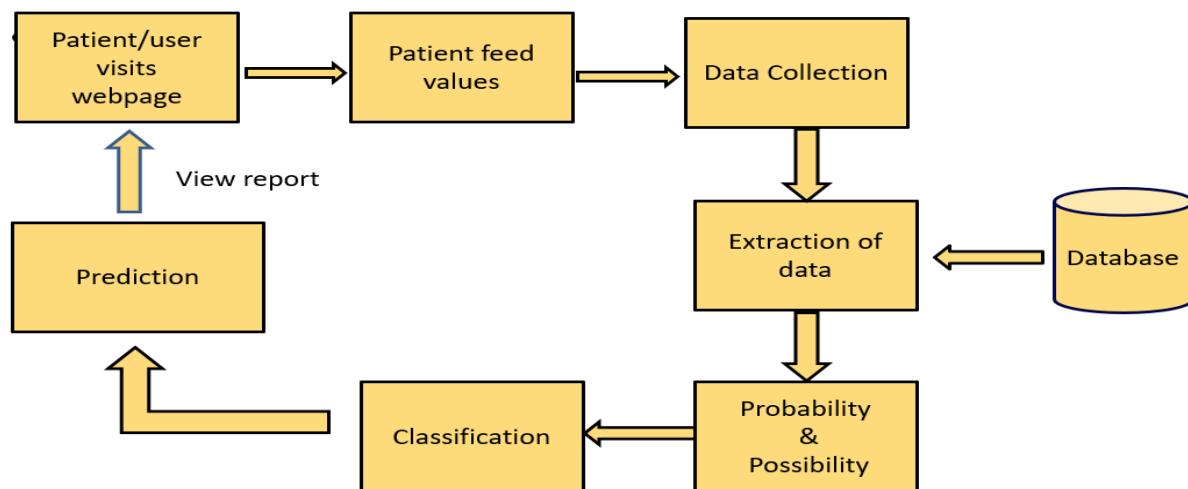 Patient/user
visits
webpage
Patient feed
values
Data Collection
View report
Extraction of
data
Database
Prediction
Probability
&
Possibility
Classification